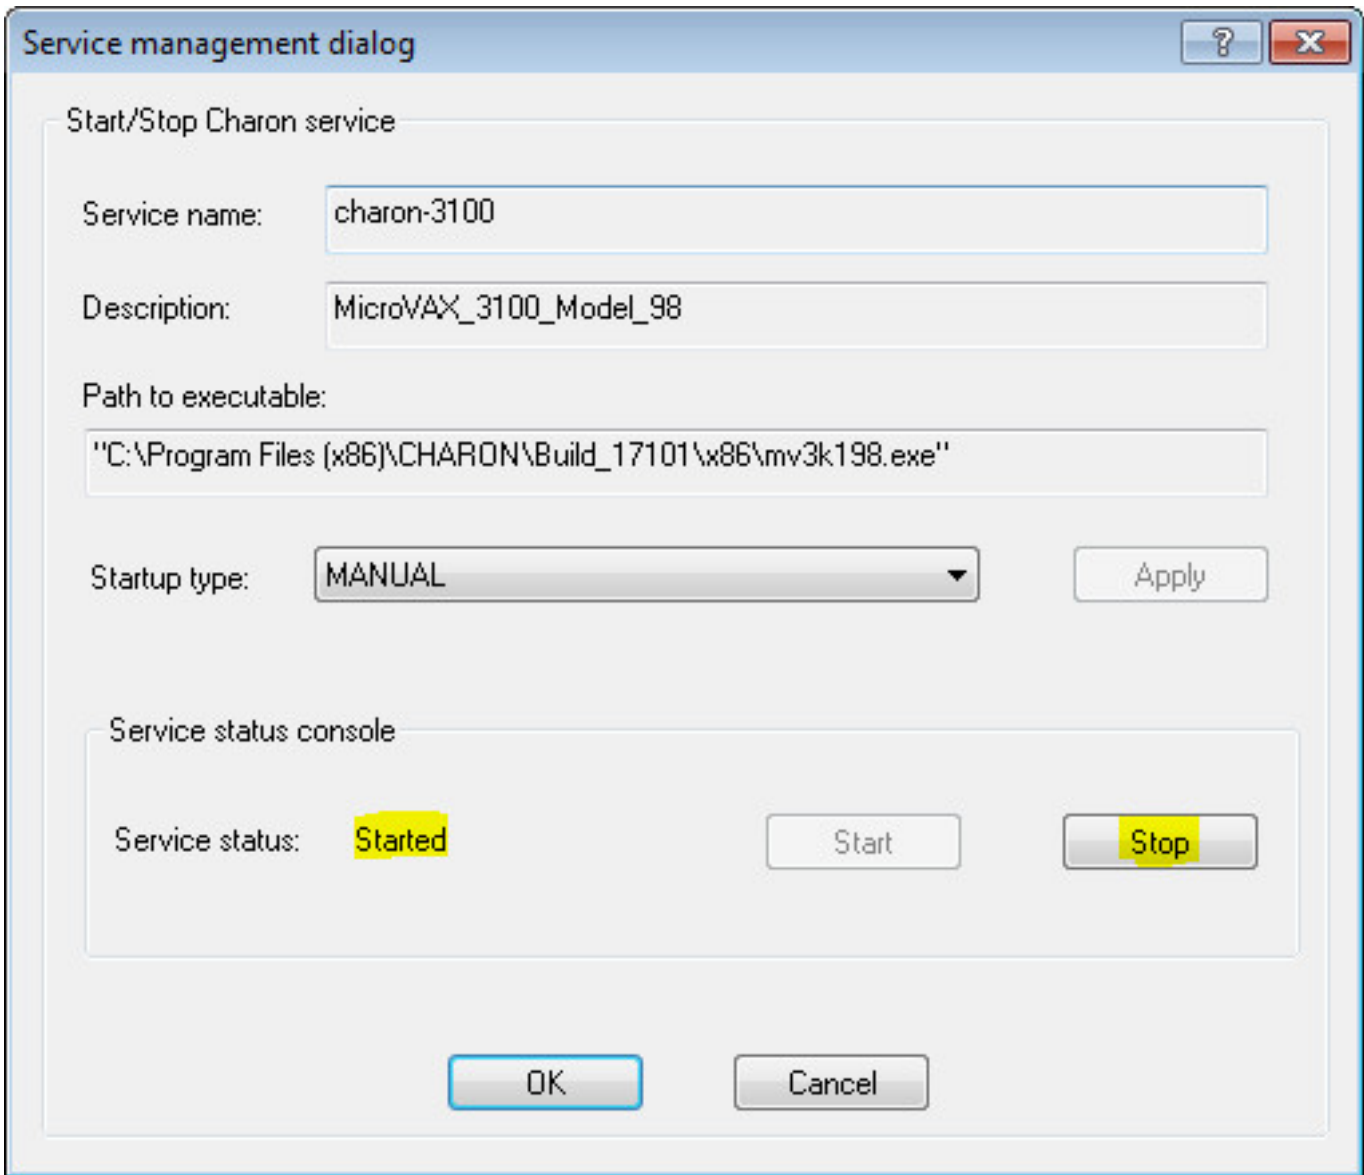 Service management dialog
Start/Stop Charon service
Service name: charon-3100
Description: MicroVAX_3100_Model_98
Path to executable:
"C:\Program Files (x86)\CHARON\Build_17101\x86\mv3k198.exe"
Startup type: MANUAL Apply
Service status console
Service status: Started Start Stop
OK Cancel